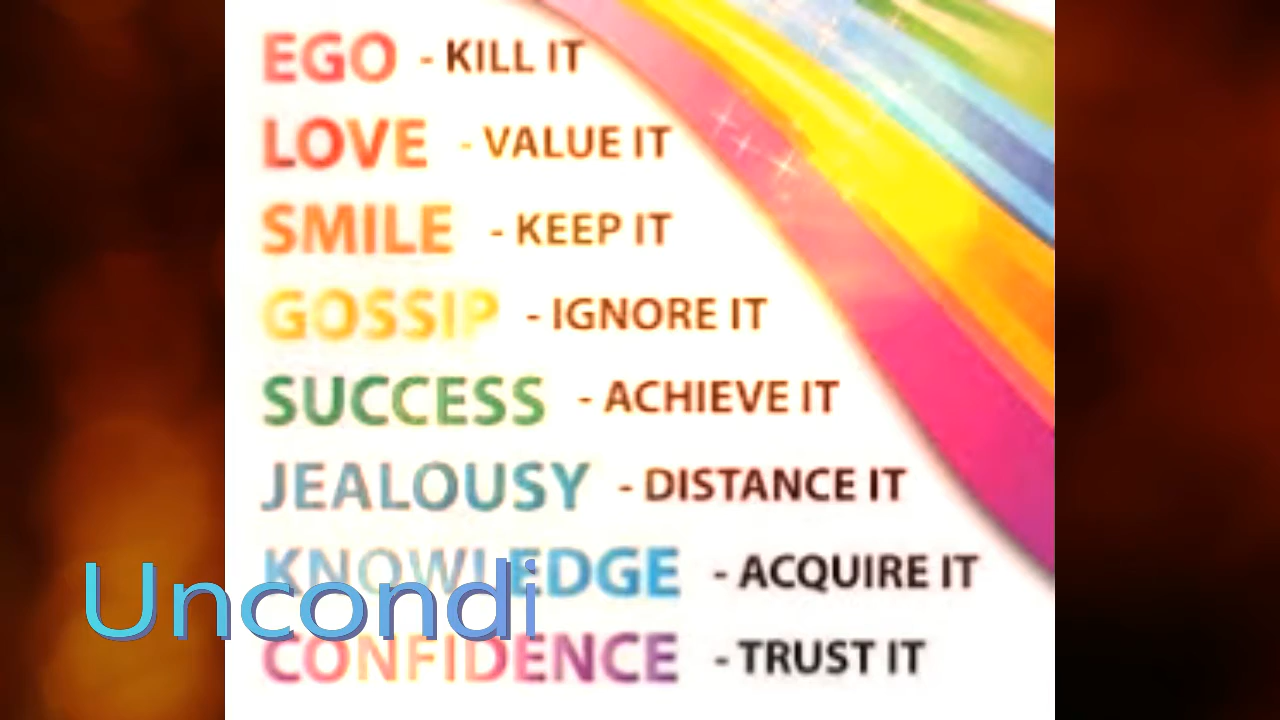 EGO - KILL IT
LOVE - VALUE IT
SMILE - KEEP IT
GOSSIP - IGNORE IT
SUCCESS - ACHIEVE IT
JEALOUSY - DISTANCE IT
KNOWLEDGE - ACQUIRE IT
Uncondi
CONFIDENCE - TRUST IT